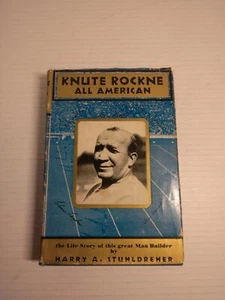 KNUTE ROCKNE
ALL AMERICAN
the Life Story of this great Man Builder
by
HARRY A. STUHLDREHER